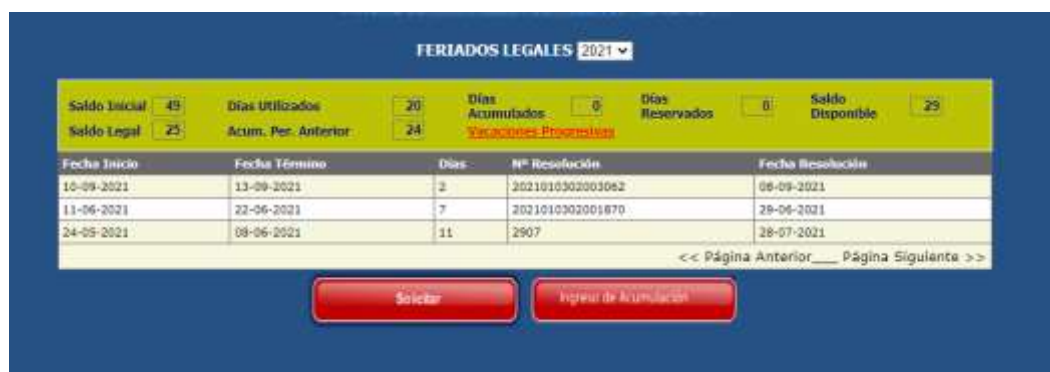 FERIADOS LEGALES 2021
Saldo Inicial 49 Días Utilizados 20 Días Acumulados 0 Días Reservados 0 Saldo Disponible 29
Saldo Legal 25 Acum. Per. Anterior 24 Vacaciones Progresivas
Fecha Inicio Fecha Término Días Nº Resolución Fecha Resolución
10-09-2021 13-09-2021 2 2021010302003062 08-09-2021
11-06-2021 22-06-2021 7 2021010302001870 29-06-2021
24-05-2021 08-06-2021 11 2907 28-07-2021
<< Página Anterior___ Página Siguiente >>
Solicitar Ingreso de Acumulación